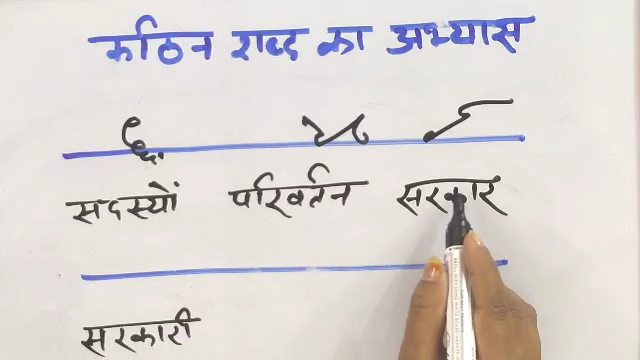 कठिन शब्द का अभ्यास
सदस्यों परिवर्तन सरकार
सरकारी